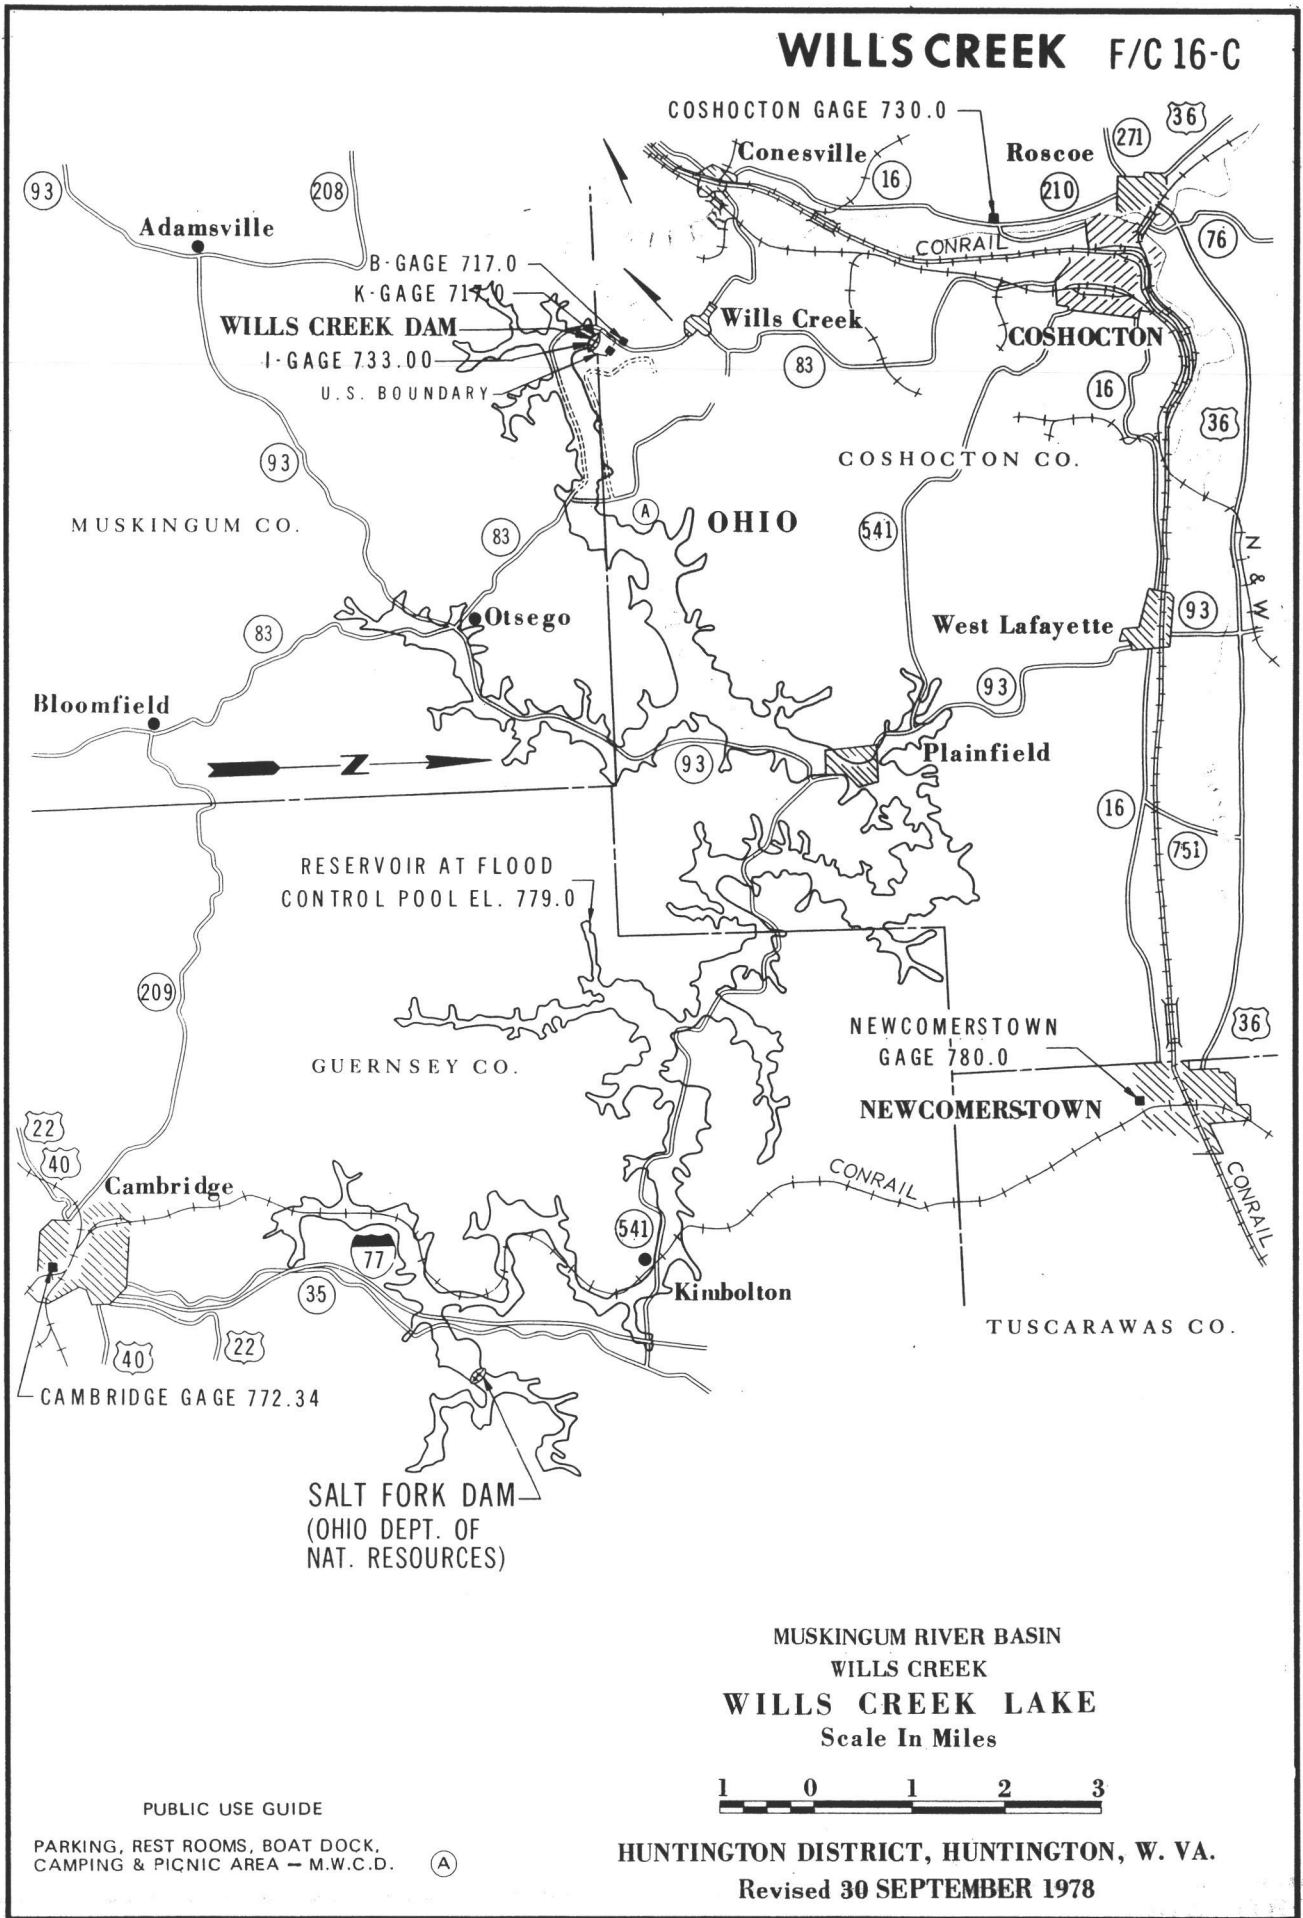 WILLS CREEK F/C 16-C
COSHOCTON GAGE 730.0
36
271
Conesville
Roscoe
16
210
93
208
Adamsville
76
CONRAIL
B-GAGE 717.0
K-GAGE 717.0
WILLS CREEK DAM
Wills Creek
COSHOCTON
I-GAGE 733.00
83
U.S. BOUNDARY
16
36
93
COSHOCTON CO.
MUSKINGUM CO.
A
OHIO
541
83
N. & W.
Otsego
93
West Lafayette
83
93
Bloomfield
Plainfield
N
93
16
751
RESERVOIR AT FLOOD
CONTROL POOL EL. 779.0
209
NEWCOMERSTOWN
GAGE 780.0
36
GUERNSEY CO.
NEWCOMERSTOWN
22
40
Cambridge
CONRAIL
CONRAIL
541
77
35
Kimbolton
TUSCARAWAS CO.
40
22
CAMBRIDGE GAGE 772.34
SALT FORK DAM
(OHIO DEPT. OF
NAT. RESOURCES)
MUSKINGUM RIVER BASIN
WILLS CREEK
WILLS CREEK LAKE
Scale In Miles
1 0 1 2 3
PUBLIC USE GUIDE
PARKING, REST ROOMS, BOAT DOCK,
CAMPING & PICNIC AREA — M.W.C.D. A
HUNTINGTON DISTRICT, HUNTINGTON, W. VA.
Revised 30 SEPTEMBER 1978